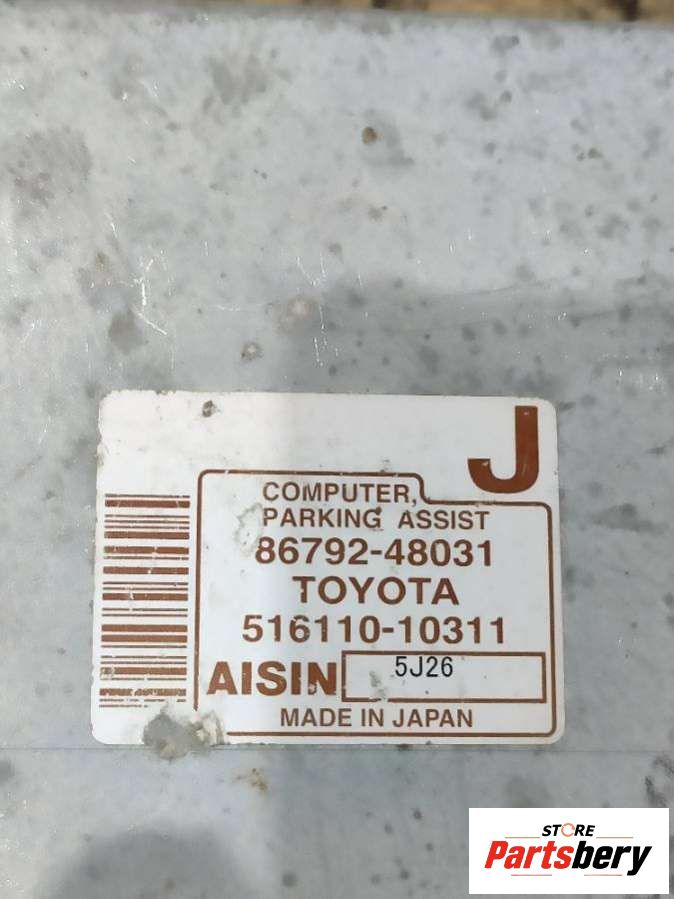 J
COMPUTER,
PARKING ASSIST
86792-48031
TOYOTA
516110-10311
AISIN 5J26
MADE IN JAPAN
STORE
Partsbery